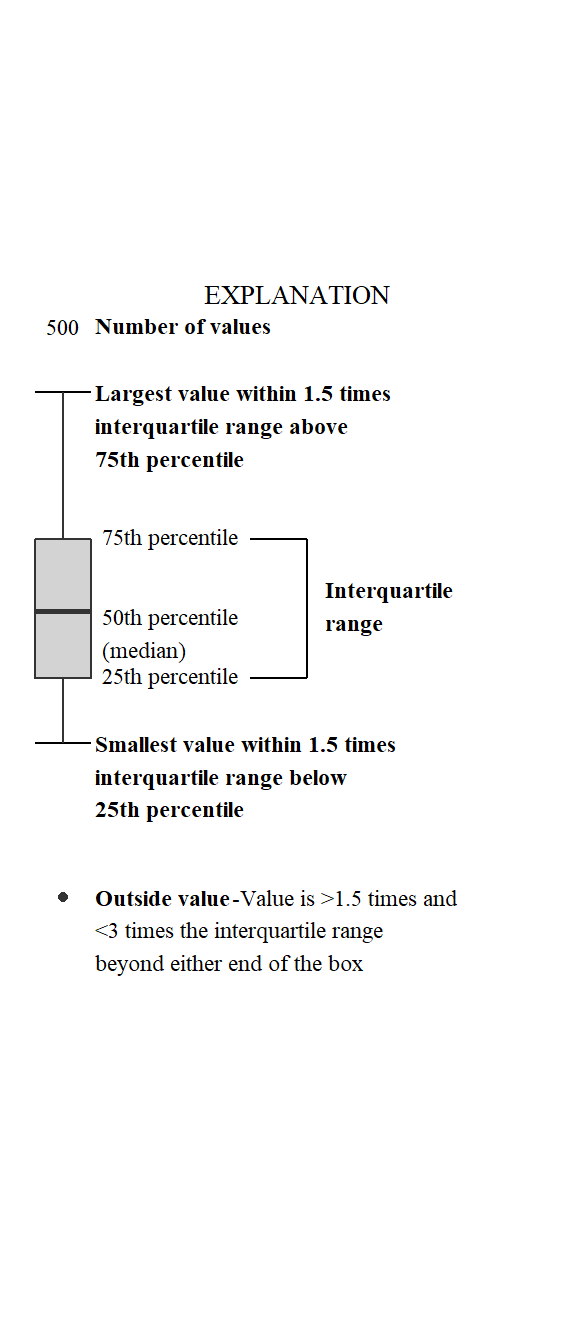 EXPLANATION
500 Number of values
Largest value within 1.5 times
interquartile range above
75th percentile
75th percentile
Interquartile
range
50th percentile
(median)
25th percentile
Smallest value within 1.5 times
interquartile range below
25th percentile
Outside value-Value is >1.5 times and
<3 times the interquartile range
beyond either end of the box